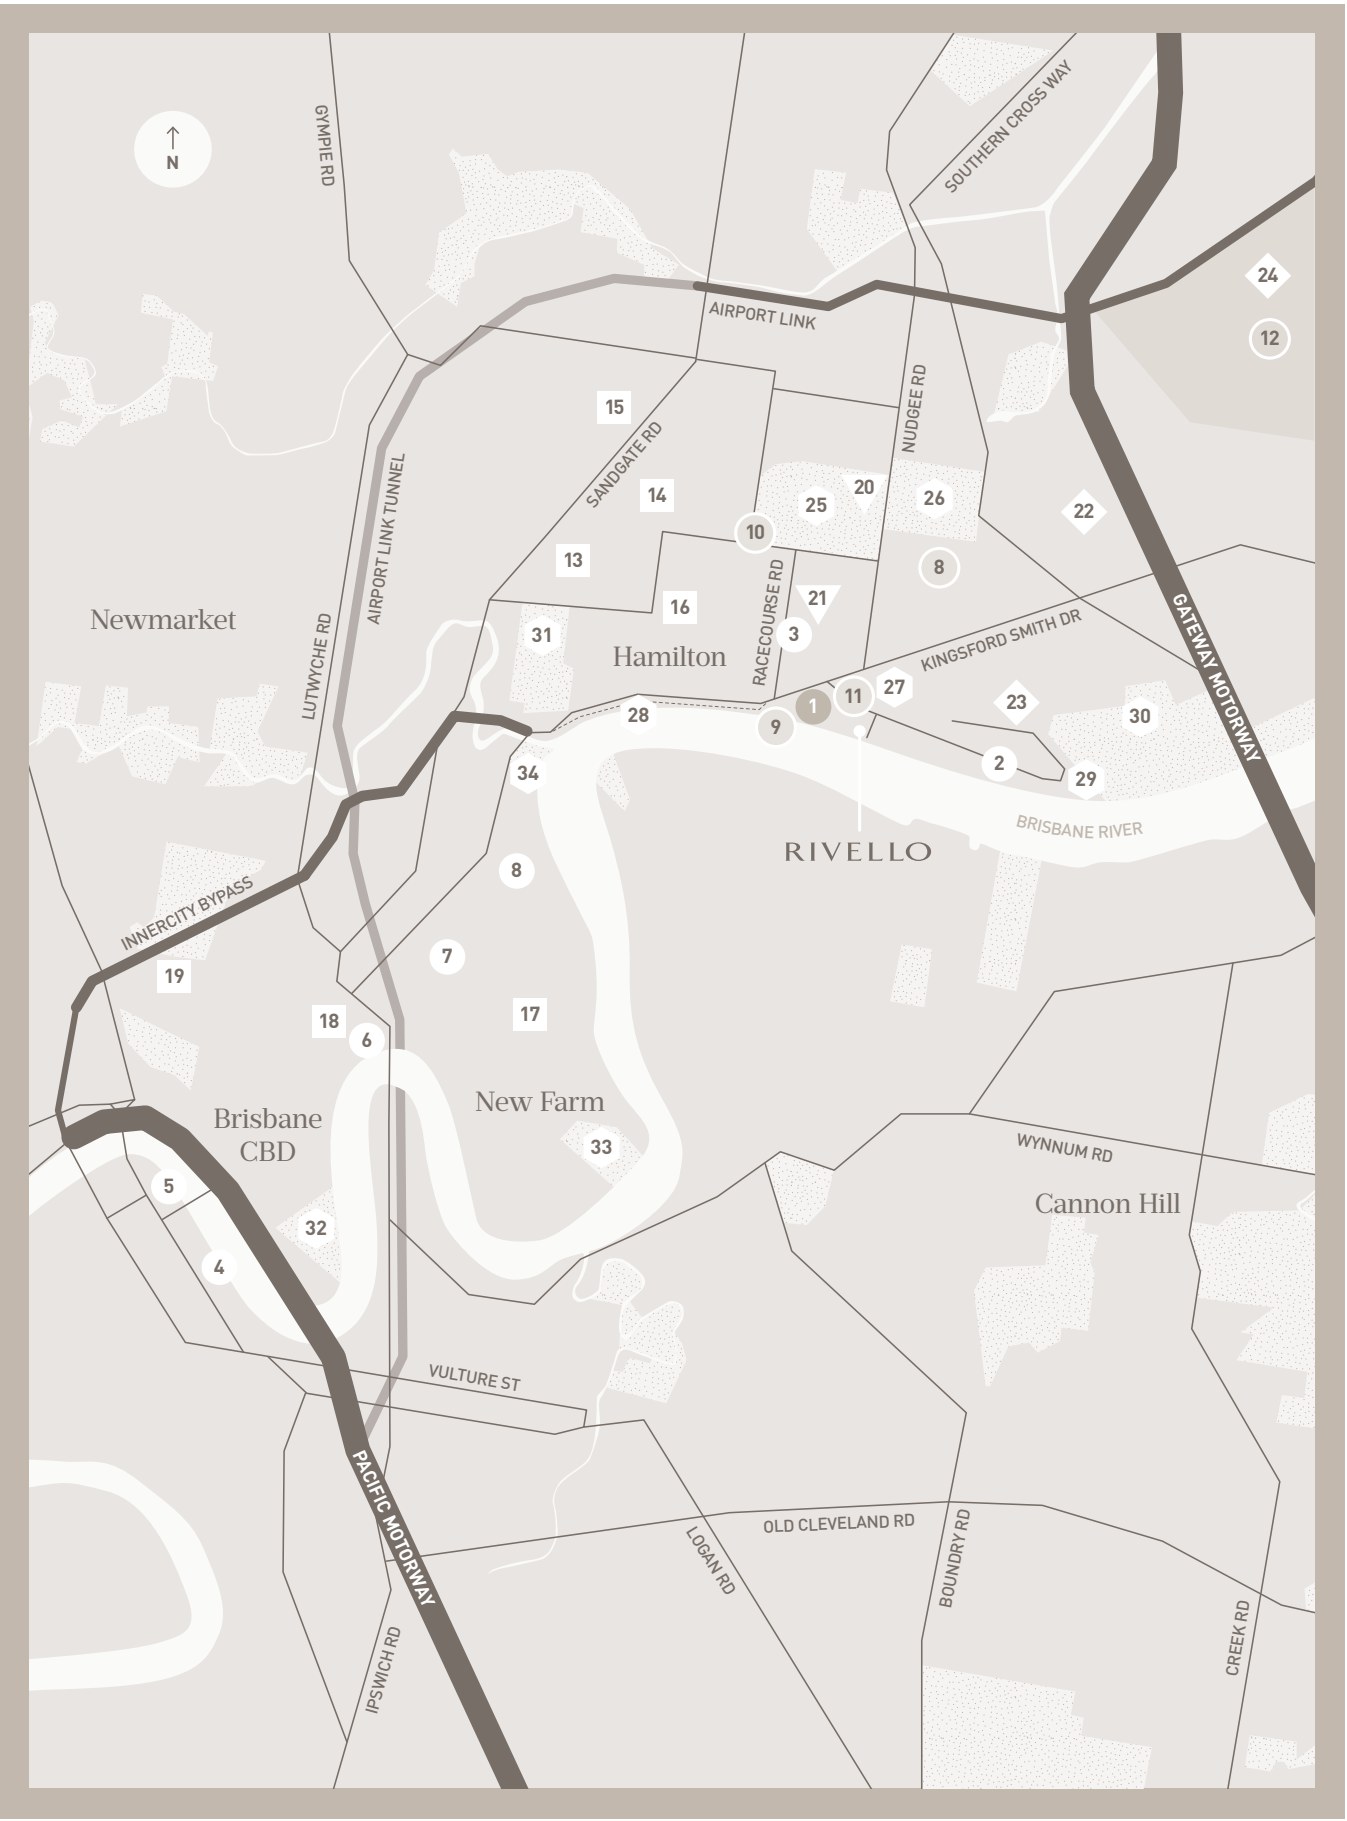 GYMPIE RD
SOUTHERN CROSS WAY
N
24
12
AIRPORT LINK
15
NUDGEE RD
SANDGATE RD
14
20
25
26
22
AIRPORT LINK TUNNEL
10
13
8
RACECOURSE RD
21
16
Newmarket
LUTWYCHE RD
31
3
Hamilton
KINGSFORD SMITH DR
GATEWAY MOTORWAY
27
11
1
23
28
9
30
2
34
29
BRISBANE RIVER
RIVELLO
8
INNERCITY BYPASS
7
19
17
18
6
New Farm
Brisbane
CBD
33
WYNNUM RD
5
Cannon Hill
32
4
VULTURE ST
PACIFIC MOTORWAY
OLD CLEVELAND RD
LOGAN RD
BOUNDRY RD
CREEK RD
IPSWICH RD